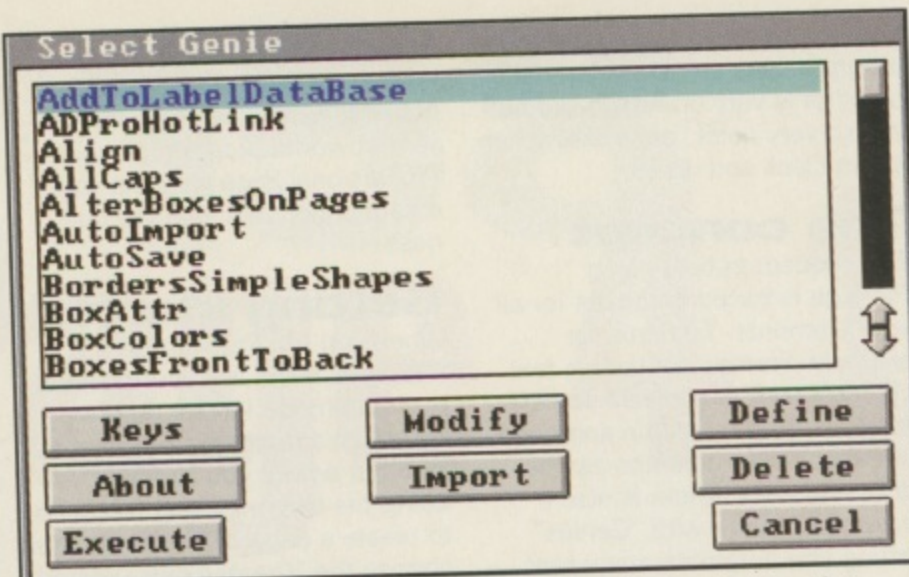 Select Genie
AddToLabelDataBase
ADProHotLink
Align
AllCaps
AlterBoxesOnPages
AutoImport
AutoSave
BordersSimpleShapes
BoxAttr
BoxColors
BoxesFrontToBack
Keys Modify Define
About Import Delete
Execute Cancel